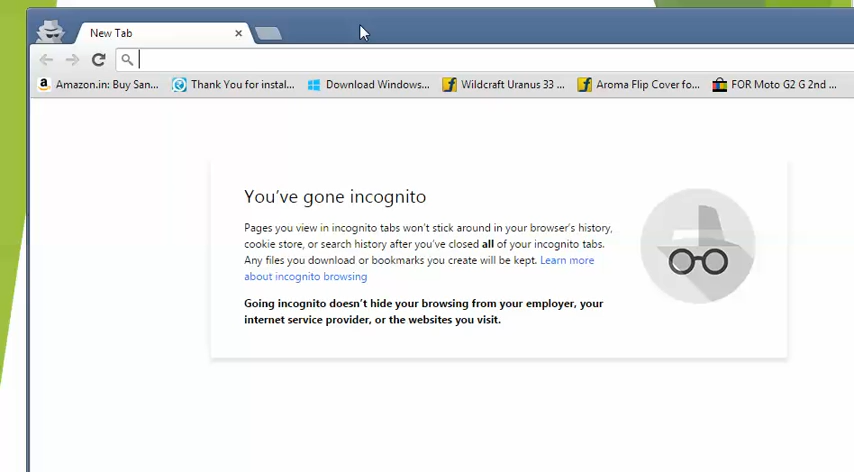 New Tab
Amazon.in: Buy San... Thank You for instal... Download Windows... Wildcraft Uranus 33 ... Aroma Flip Cover fo... FOR Moto G2 G 2nd ...
You've gone incognito
Pages you view in incognito tabs won't stick around in your browser's history,
cookie store, or search history after you've closed all of your incognito tabs.
Any files you download or bookmarks you create will be kept. Learn more
about incognito browsing
Going incognito doesn't hide your browsing from your employer, your
internet service provider, or the websites you visit.